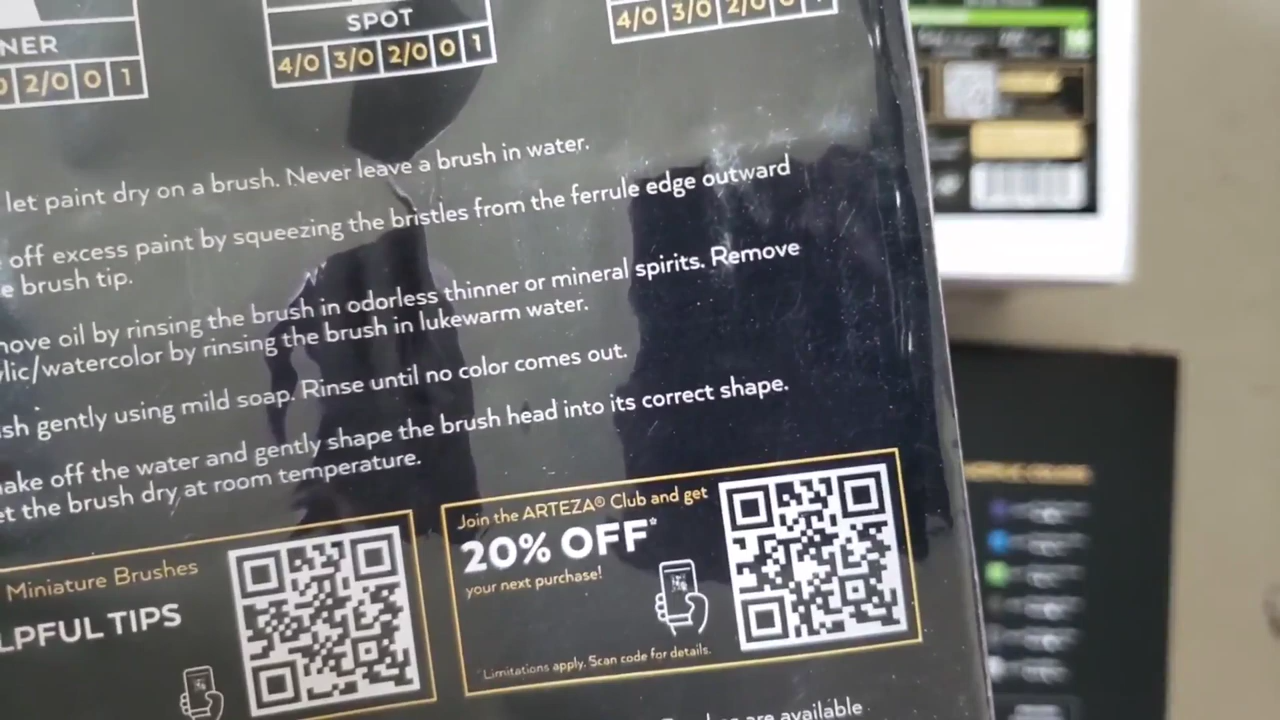 SPOT
NER
4/0 3/0 2/0 0 1
2/0 0 1
4/0 3/0 2/0
let paint dry on a brush. Never leave a brush in water.
off excess paint by squeezing the bristles from the ferrule edge outward
e brush tip.
move oil by rinsing the brush in odorless thinner or mineral spirits. Remove
lic/watercolor by rinsing the brush in lukewarm water.
sh gently using mild soap. Rinse until no color comes out.
ake off the water and gently shape the brush head into its correct shape.
et the brush dry at room temperature.
Miniature Brushes
LPFUL TIPS
Join the ARTEZA® Club and get
20% OFF*
your next purchase!
*Limitations apply. Scan code for details.
are available